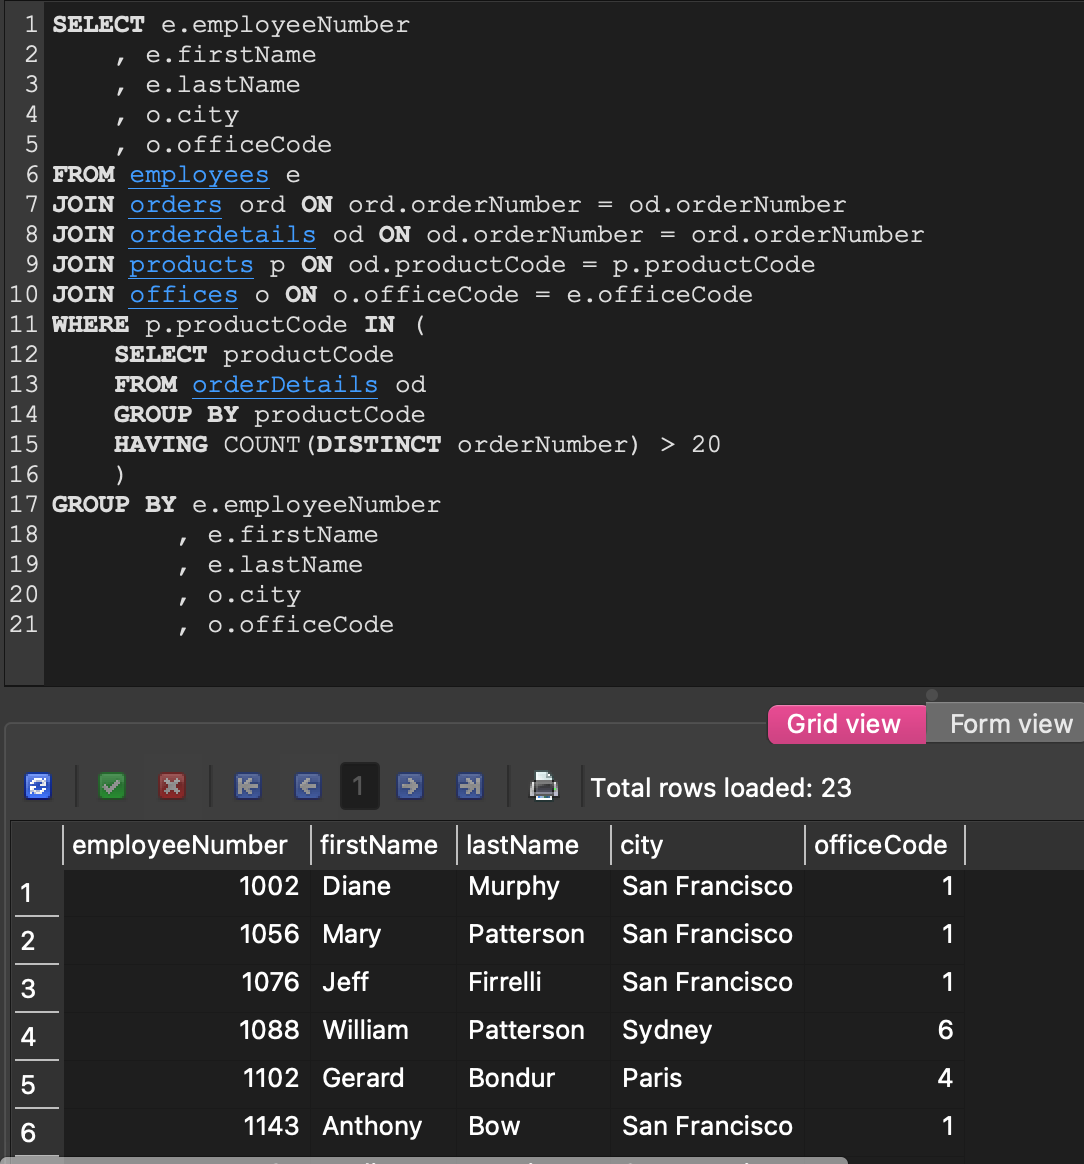 1 SELECT e.employeeNumber
2 , e.firstName
3 , e.lastName
4 , o.city
5 , o.officeCode
6 FROM employees e
7 JOIN orders ord ON ord.orderNumber = od.orderNumber
8 JOIN orderdetails od ON od.orderNumber = ord.orderNumber
9 JOIN products p ON od.productCode = p.productCode
10 JOIN offices o ON o.officeCode = e.officeCode
11 WHERE p.productCode IN (
12 SELECT productCode
13 FROM orderDetails od
14 GROUP BY productCode
15 HAVING COUNT(DISTINCT orderNumber) > 20
16 )
17 GROUP BY e.employeeNumber
18 , e.firstName
19 , e.lastName
20 , o.city
21 , o.officeCode
Grid view Form view
1 Total rows loaded: 23
employeeNumber firstName lastName city officeCode
1 1002 Diane Murphy San Francisco 1
2 1056 Mary Patterson San Francisco 1
3 1076 Jeff Firrelli San Francisco 1
4 1088 William Patterson Sydney 6
5 1102 Gerard Bondur Paris 4
6 1143 Anthony Bow San Francisco 1